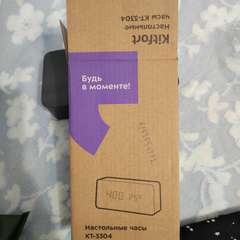 Kitfort
Настольные
часы КТ-3304
Будь
в моменте!
Настольные часы
КТ-3304